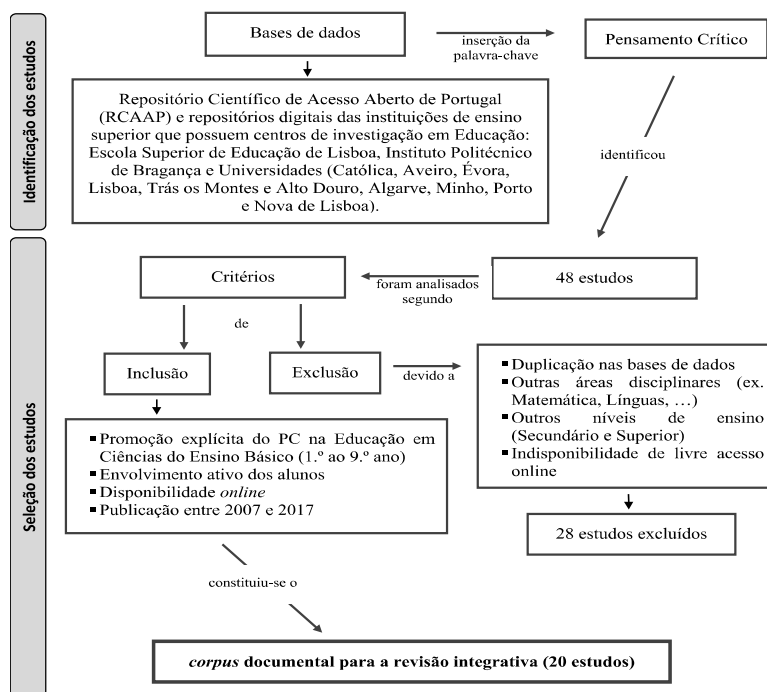 Identificação dos estudos
Bases de dados
inserção da
palavra-chave
Pensamento Crítico
Repositório Científico de Acesso Aberto de Portugal
(RCAAP) e repositórios digitais das instituições de ensino
superior que possuem centros de investigação em Educação:
Escola Superior de Educação de Lisboa, Instituto Politécnico
de Bragança e Universidades (Católica, Aveiro, Évora,
Lisboa, Trás os Montes e Alto Douro, Algarve, Minho, Porto
e Nova de Lisboa).
identificou
Seleção dos estudos
48 estudos
foram analisados
segundo
Critérios
de
Inclusão
Exclusão
devido a
▪ Duplicação nas bases de dados
▪ Outras áreas disciplinares (ex.
Matemática, Línguas, …)
▪ Outros níveis de ensino
(Secundário e Superior)
▪ Indisponibilidade de livre acesso
online
28 estudos excluídos
▪ Promoção explícita do PC na Educação em
Ciências do Ensino Básico (1.º ao 9.º ano)
▪ Envolvimento ativo dos alunos
▪ Disponibilidade online
▪ Publicação entre 2007 e 2017
constituiu-se o
corpus documental para a revisão integrativa (20 estudos)